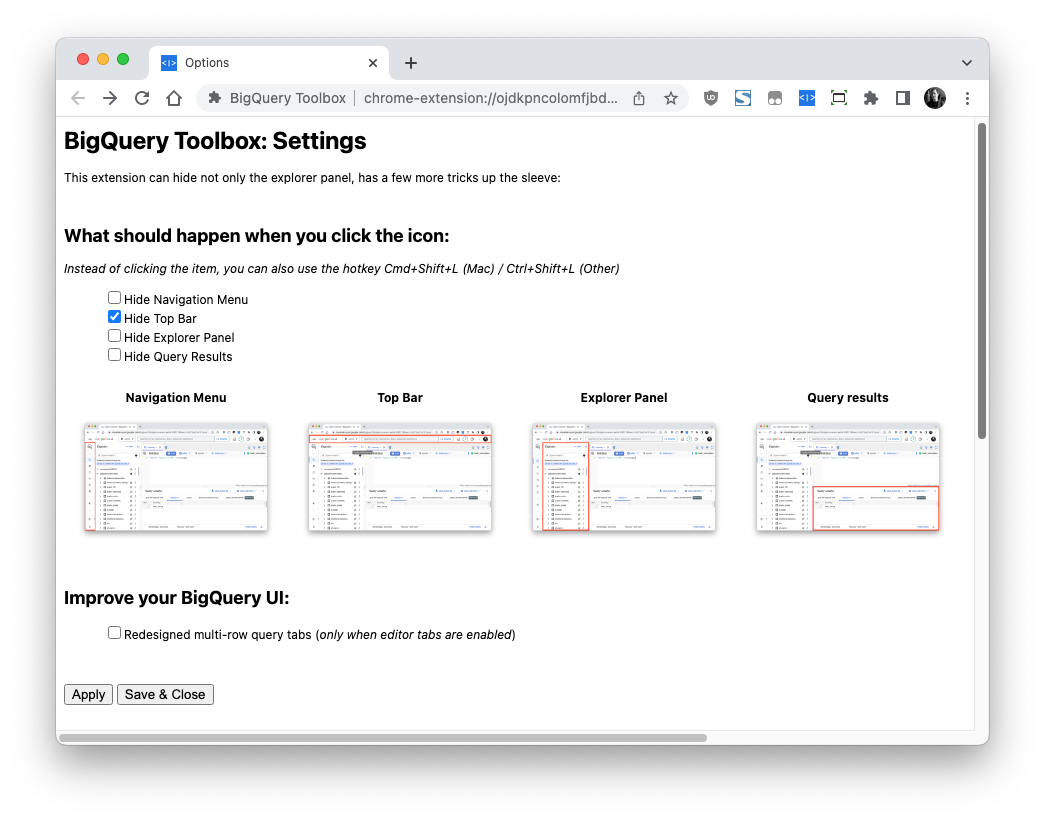 Options
BigQuery Toolbox
chrome-extension://ojdkpncolomfjbd...
BigQuery Toolbox: Settings
This extension can hide not only the explorer panel, has a few more tricks up the sleeve:
What should happen when you click the icon:
Instead of clicking the item, you can also use the hotkey Cmd+Shift+L (Mac) / Ctrl+Shift+L (Other)
Hide Navigation Menu
Hide Top Bar
Hide Explorer Panel
Hide Query Results
Navigation Menu
Top Bar
Explorer Panel
Query results
Improve your BigQuery UI:
Redesigned multi-row query tabs (only when editor tabs are enabled)
Apply
Save & Close